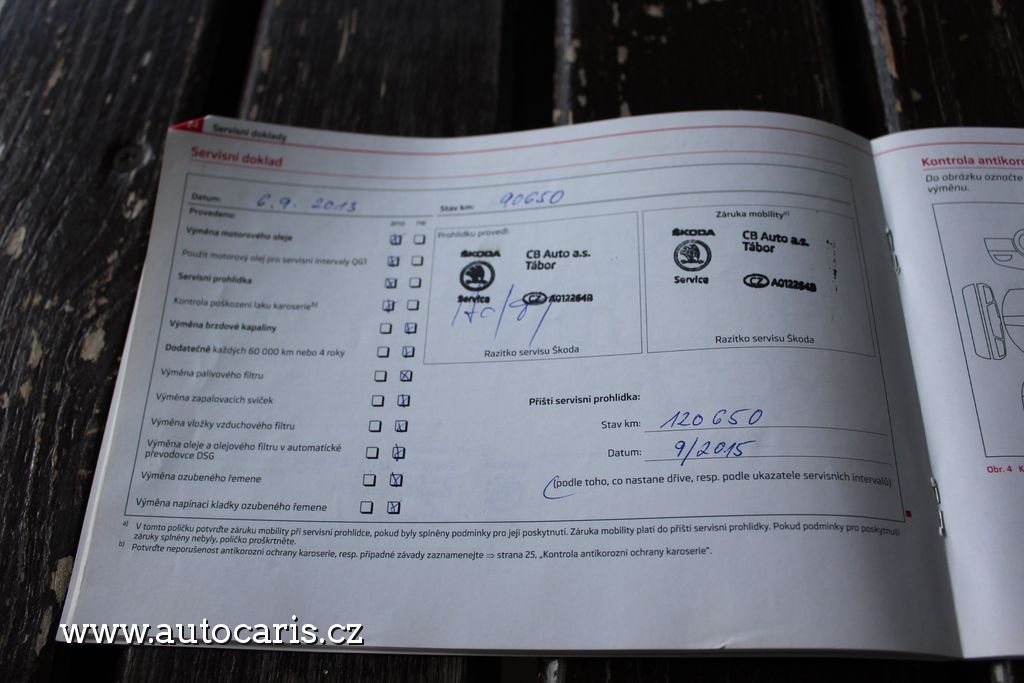 Servisní doklady
Servisní doklad
Datum: 6.9. 2013 Stav km: 90650
Provedeno: ano ne
Výměna motorového oleje
Použit motorový olej pro servisní intervaly QG1
Servisní prohlídka
Kontrola poškození laku karoserie b)
Výměna brzdové kapaliny
Dodatečně každých 60 000 km nebo 4 roky
Výměna palivového filtru
Výměna zapalovacích svíček
Výměna vložky vzduchového filtru
Výměna oleje a olejového filtru v automatické
převodovce DSG
Výměna ozubeného řemene
Výměna napínací kladky ozubeného řemene
Prohlídku provedl:
ŠKODA
Service
CB Auto a.s.
Tábor
CZ A012264B
Razítko servisu Škoda
Záruka mobility a)
ŠKODA
Service
CB Auto a.s.
Tábor
CZ A012264B
Razítko servisu Škoda
Příští servisní prohlídka:
Stav km: 120650
Datum: 9/2015
(podle toho, co nastane dříve, resp. podle ukazatele servisních intervalů)
a) V tomto políčku potvrďte záruku mobility při servisní prohlídce, pokud byly splněny podmínky pro její poskytnutí. Záruka mobility platí do příští servisní prohlídky. Pokud podmínky pro poskytnutí
záruky splněny nebyly, políčko proškrtněte.
b) Potvrďte neporušenost antikorozní ochrany karoserie, resp. případné závady zaznamenejte ⇒ strana 25, „Kontrola antikorozní ochrany karoserie“.
Kontrola antikoro
Do obrázku označte
výměnu.
Obr. 4 K
www.autocaris.cz